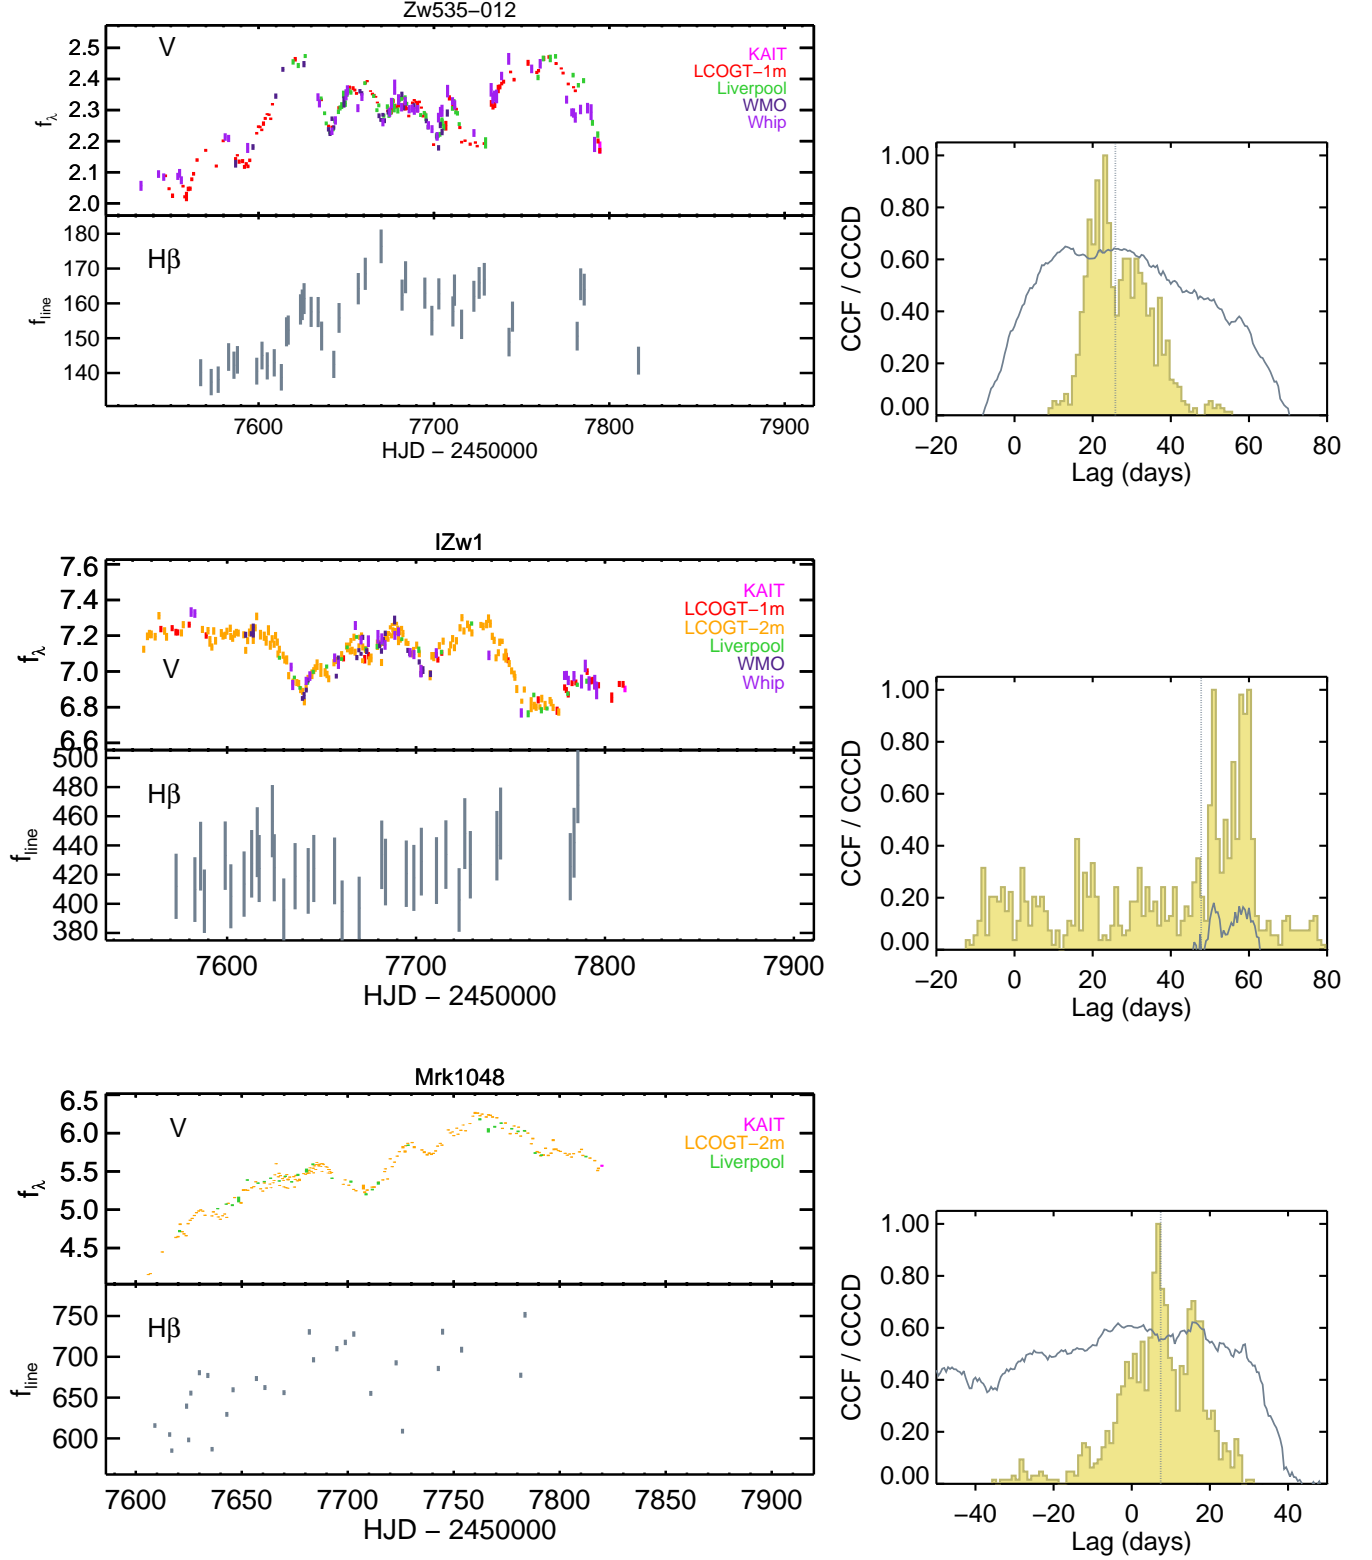 Zw535−012
V
2.5
2.4
2.3
2.2
2.1
2.0
fλ
KAIT
LCOGT−1m
Liverpool
WMO
Whip
Hβ
180
170
160
150
140
fline
7600 7700 7800 7900
HJD − 2450000
1.00
0.80
0.60
0.40
0.20
0.00
CCF / CCCD
−20 0 20 40 60 80
Lag (days)
IZw1
7.6
7.4
7.2
7.0
6.8
6.6
fλ
V
KAIT
LCOGT−1m
LCOGT−2m
Liverpool
WMO
Whip
Hβ
500
480
460
440
420
400
380
fline
7600 7700 7800 7900
HJD − 2450000
1.00
0.80
0.60
0.40
0.20
0.00
CCF / CCCD
−20 0 20 40 60 80
Lag (days)
Mrk1048
V
6.5
6.0
5.5
5.0
4.5
fλ
KAIT
LCOGT−2m
Liverpool
Hβ
750
700
650
600
fline
7600 7650 7700 7750 7800 7850 7900
HJD − 2450000
1.00
0.80
0.60
0.40
0.20
0.00
CCF / CCCD
−40 −20 0 20 40
Lag (days)